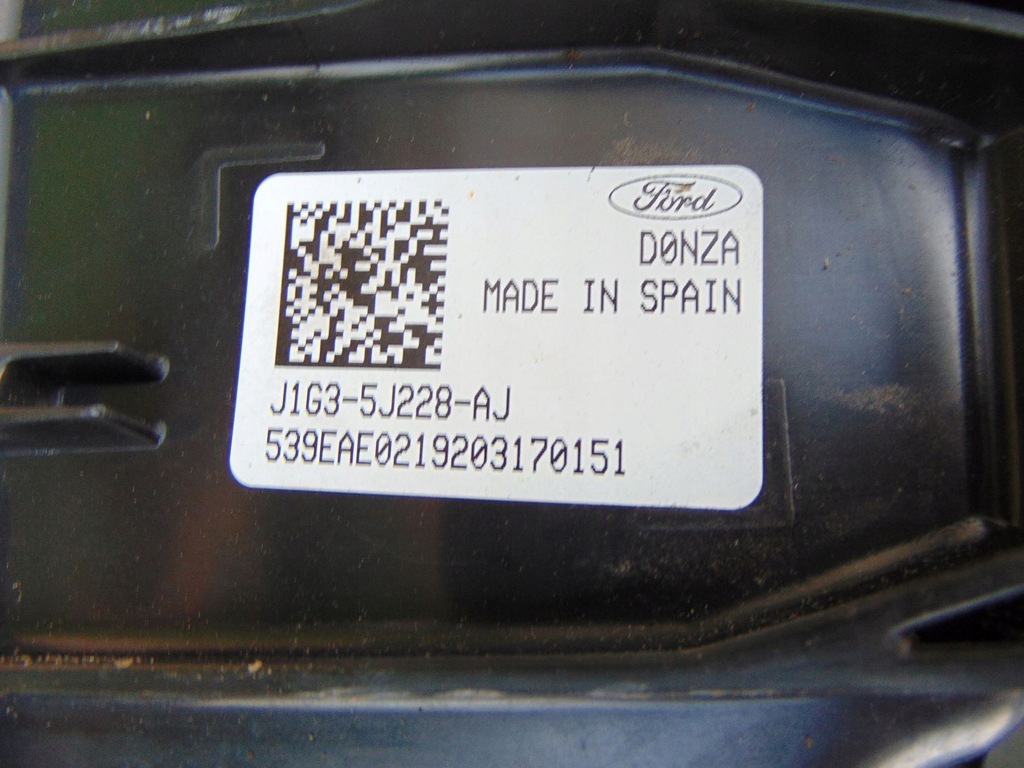 Ford
D0NZA
MADE IN SPAIN
J1G3-5J228-AJ
539EAE0219203170151